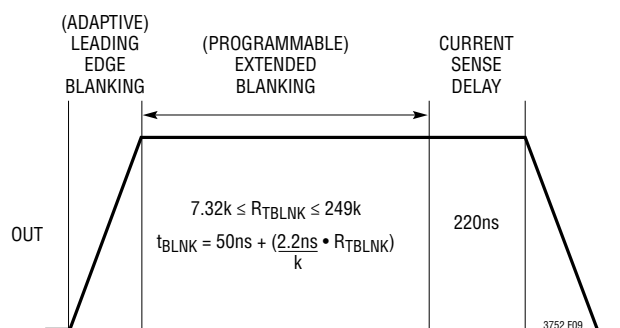 (ADAPTIVE)
LEADING
EDGE
BLANKING
(PROGRAMMABLE)
EXTENDED
BLANKING
CURRENT
SENSE
DELAY
OUT
7.32k ≤ RTBLNK ≤ 249k
tBLNK = 50ns + (2.2ns/k • RTBLNK)
220ns
3752 F09